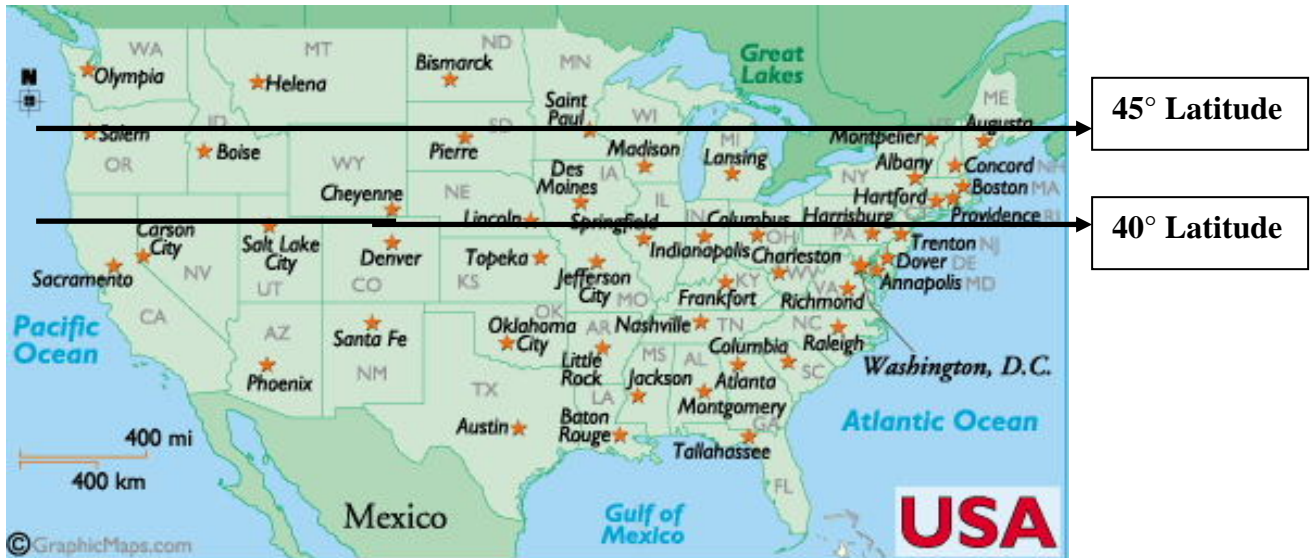 WA
MT
ND
Bismarck
MN
Great
Lakes
Olympia
Helena
N
Saint
Paul
WI
ME
45° Latitude
Salem
ID
SD
MI
VT
Montpelier
Augusta
OR
Boise
WY
Pierre
Madison
Lansing
Albany
Concord
NH
Cheyenne
NE
Des
Moines
IA
NY
Boston
MA
IL
Hartford
CT
Lincoln
Springfield
IN
Columbus
Harrisburg
Providence
RI
40° Latitude
Carson
City
Salt Lake
City
Denver
Topeka
Indianapolis
OH
PA
Trenton
NJ
Sacramento
NV
UT
CO
KS
Jefferson
City
MO
Charleston
WV
Dover
DE
Annapolis
MD
KY
Frankfort
VA
Richmond
CA
Pacific
Ocean
AZ
Santa Fe
OK
Oklahoma
City
AR
Nashville
TN
NC
Raleigh
Phoenix
NM
Little
Rock
MS
AL
Columbia
SC
Washington, D.C.
TX
Jackson
Atlanta
LA
Montgomery
Austin
Baton
Rouge
GA
Atlantic Ocean
Tallahassee
400 mi
400 km
FL
Mexico
Gulf of
Mexico
USA
©GraphicMaps.com